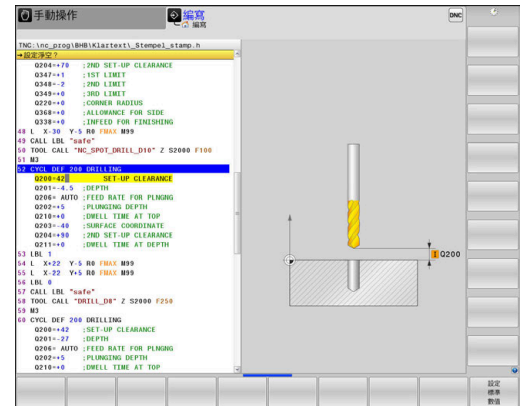 手動操作
編寫
編寫
DNC
TNC:\nc_prog\BHB\Klartext\_Stempel_stamp.h
→設定淨空?
Q204=+70 ;2ND SET-UP CLEARANCE
Q347=+1 ;1ST LIMIT
Q348=-2 ;2ND LIMIT
Q349=+0 ;3RD LIMIT
Q220=+0 ;CORNER RADIUS
Q368=+0 ;ALLOWANCE FOR SIDE
Q338=+0 ;INFEED FOR FINISHING
48 L X-30 Y-5 R0 FMAX M99
49 CALL LBL "safe"
50 TOOL CALL "NC_SPOT_DRILL_D10" Z S2000 F100
51 M3
52 CYCL DEF 200 DRILLING
Q200=42 SET-UP CLEARANCE
Q201=-4.5 ;DEPTH
Q206= AUTO ;FEED RATE FOR PLNGNG
Q202=+5 ;PLUNGING DEPTH
Q210=+0 ;DWELL TIME AT TOP
Q203=-40 ;SURFACE COORDINATE
Q204=+90 ;2ND SET-UP CLEARANCE
Q211=+0 ;DWELL TIME AT DEPTH
53 LBL 1
54 L X+22 Y-5 R0 FMAX M99
55 L X-22 Y+5 R0 FMAX M99
56 LBL 0
57 CALL LBL "safe"
58 TOOL CALL "DRILL_D8" Z S2000 F250
59 M3
60 CYCL DEF 200 DRILLING
Q200=+42 ;SET-UP CLEARANCE
Q201=-27 ;DEPTH
Q206= AUTO ;FEED RATE FOR PLNGNG
Q202=+5 ;PLUNGING DEPTH
Q210=+0 ;DWELL TIME AT TOP
Q200
設定
標準
數值